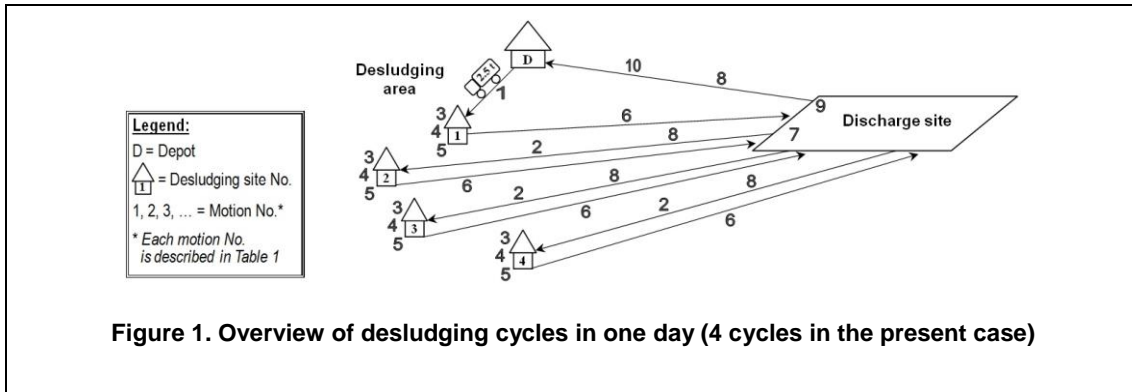 Desludging
area
D
2.5 t
1
10
8
9
Discharge site
7
3
4
5
1
6
8
2
3
4
5
2
6
8
2
3
4
5
3
6
8
2
3
4
5
4
6
Legend:
D = Depot
1 = Desludging site No.
1, 2, 3, ... = Motion No.*
* Each motion No.
is described in Table 1
Figure 1. Overview of desludging cycles in one day (4 cycles in the present case)